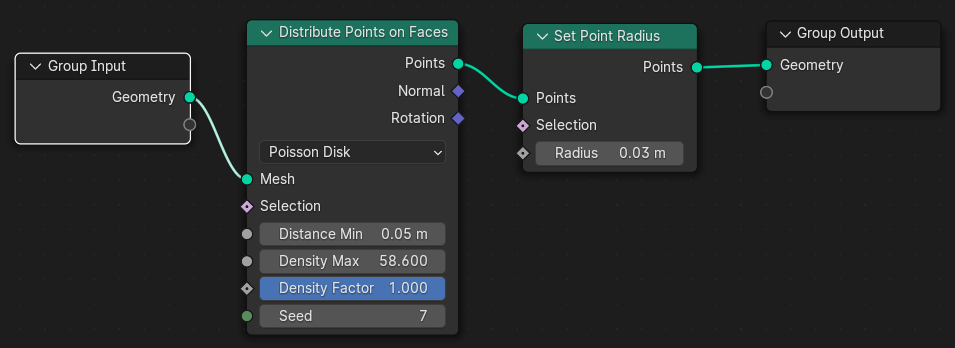 Group Input
Geometry
Distribute Points on Faces
Points
Normal
Rotation
Poisson Disk
Mesh
Selection
Distance Min 0.05 m
Density Max 58.600
Density Factor 1.000
Seed 7
Set Point Radius
Points
Points
Selection
Radius 0.03 m
Group Output
Geometry